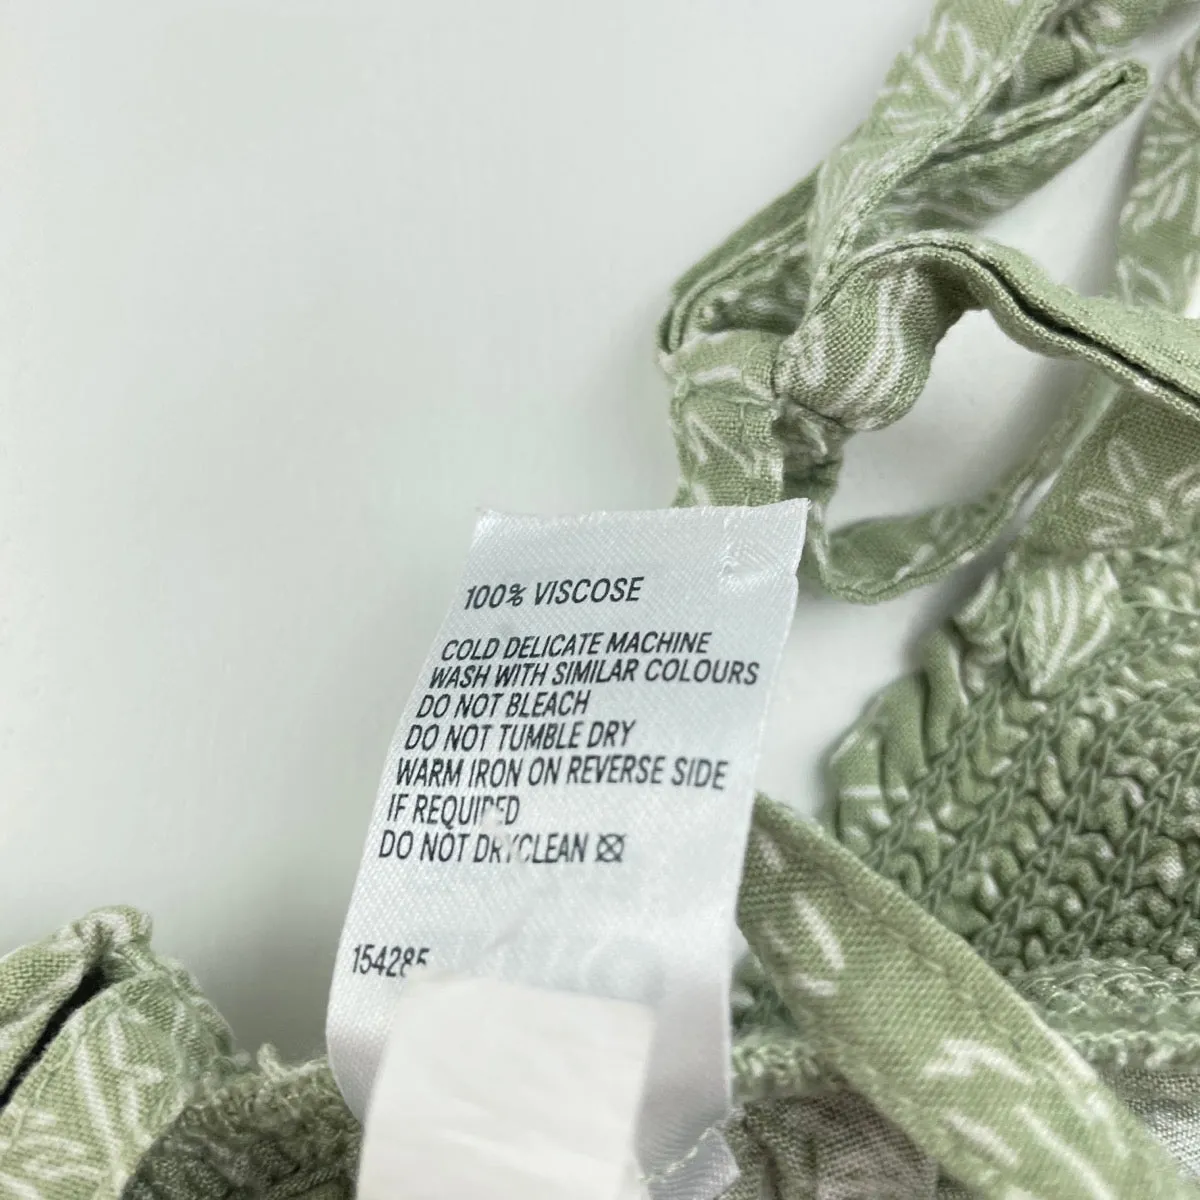 100% VISCOSE
COLD DELICATE MACHINE
WASH WITH SIMILAR COLOURS
DO NOT BLEACH
DO NOT TUMBLE DRY
WARM IRON ON REVERSE SIDE
IF REQUIRED
DO NOT DRYCLEAN
154285